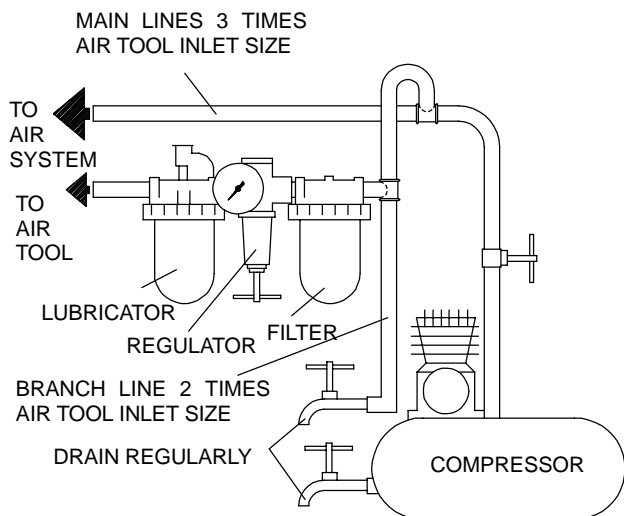 MAIN LINES 3 TIMES
AIR TOOL INLET SIZE
TO
AIR
SYSTEM
TO
AIR
TOOL
LUBRICATOR
REGULATOR
FILTER
BRANCH LINE 2 TIMES
AIR TOOL INLET SIZE
DRAIN REGULARLY
COMPRESSOR